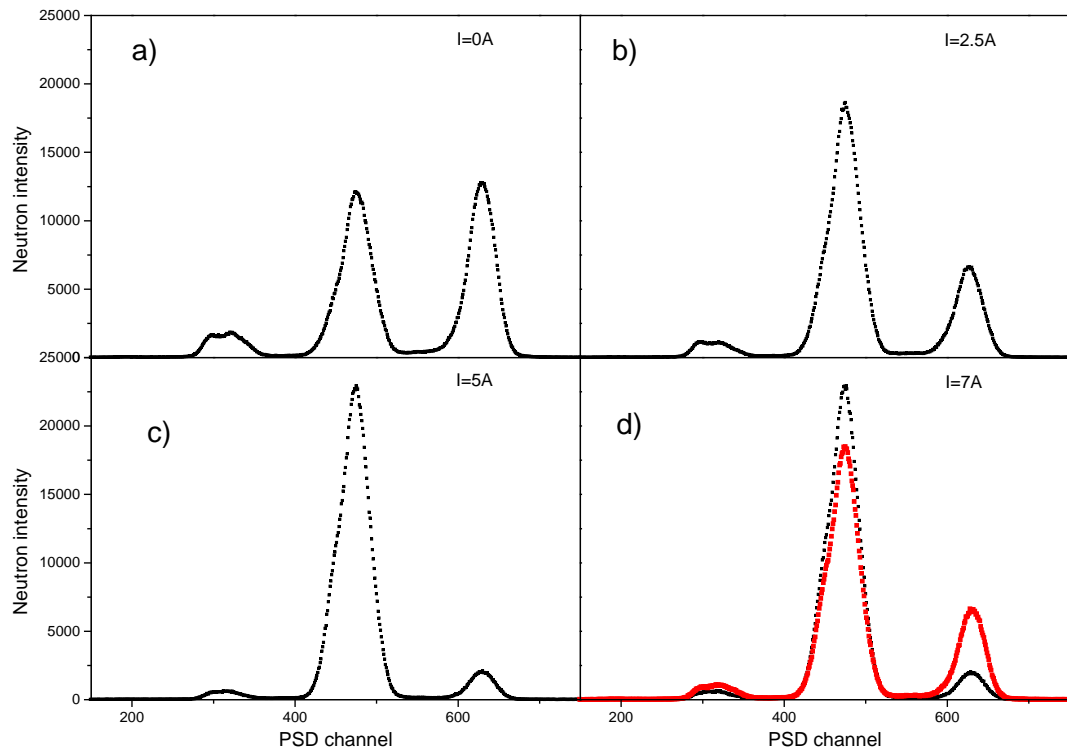 25000
20000
15000
10000
5000
25000
20000
15000
10000
5000
0
Neutron intensity
Neutron intensity
a)
I=0A
b)
I=2.5A
c)
I=5A
d)
I=7A
200 400 600
200 400 600
PSD channel
PSD channel